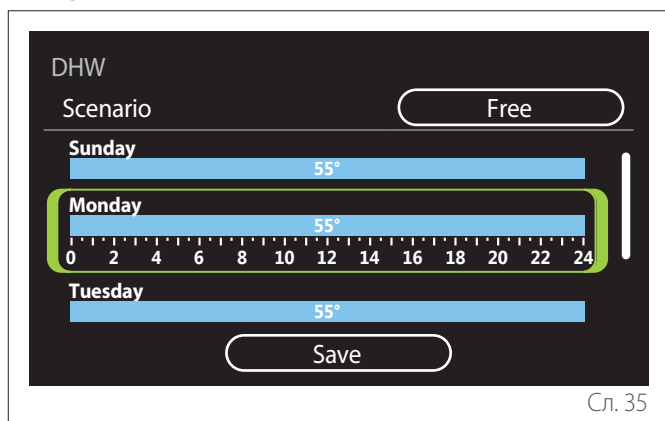 DHW
Scenario Free
Sunday
55°
Monday
55°
0 2 4 6 8 10 12 14 16 18 20 22 24
Tuesday
55°
Save
Сл. 35